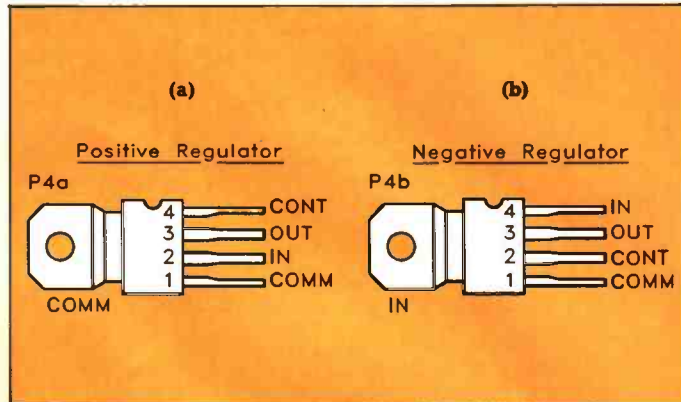 (a)
Positive Regulator
P4a
4 CONT
3 OUT
2 IN
1 COMM
COMM
(b)
Negative Regulator
P4b
4 IN
3 OUT
2 CONT
1 COMM
IN